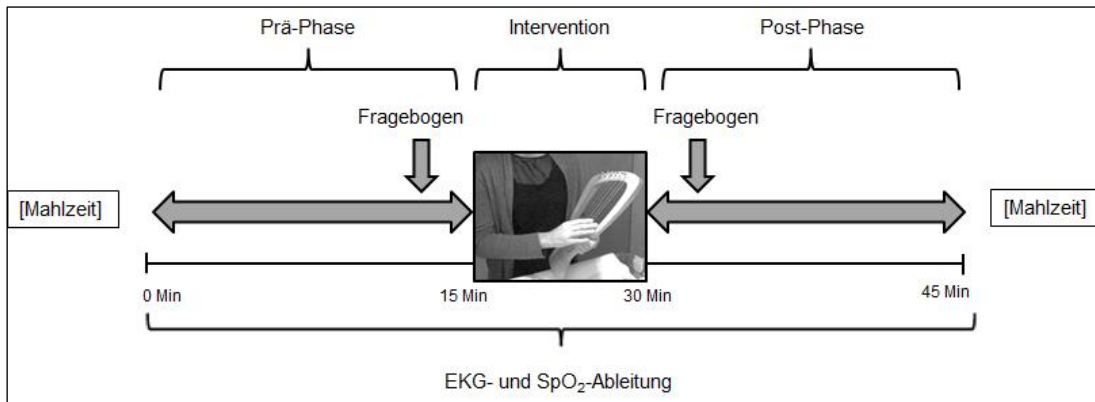 Prä-Phase Intervention Post-Phase
Fragebogen Fragebogen
[Mahlzeit] [Mahlzeit]
0 Min 15 Min 30 Min 45 Min
EKG- und SpO₂-Ableitung